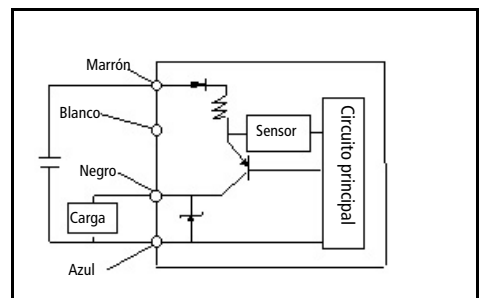 Marrón
Blanco
Sensor
Circuito principal
Negro
Carga
Azul